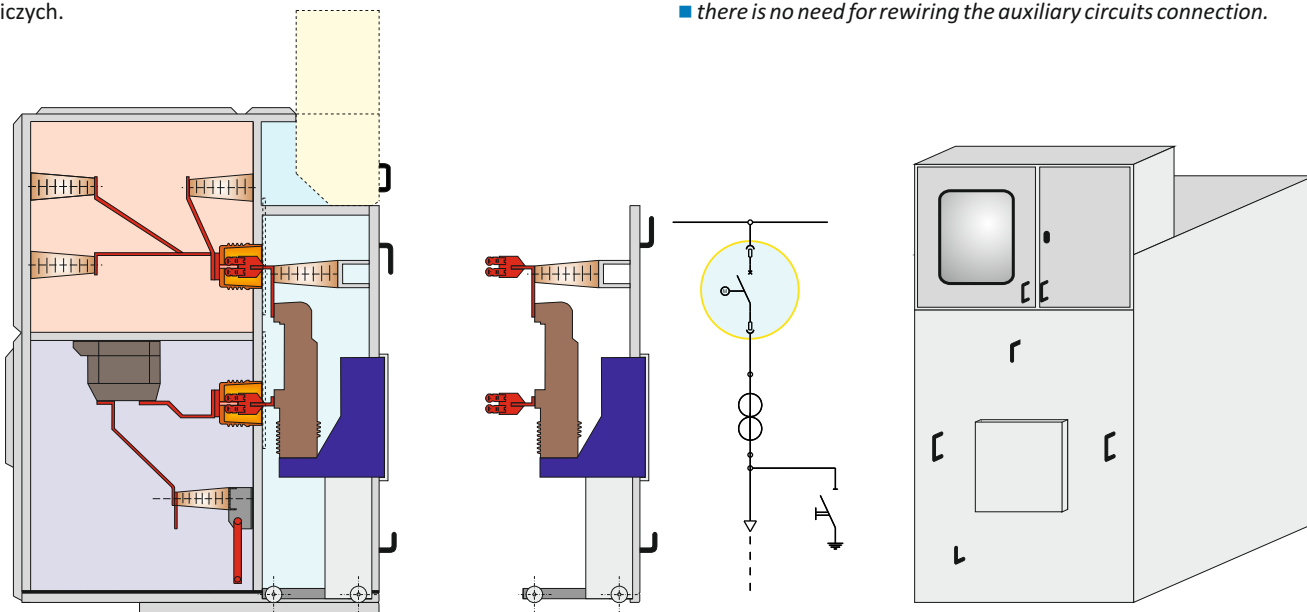 iczych.
there is no need for rewiring the auxiliary circuits connection.
M